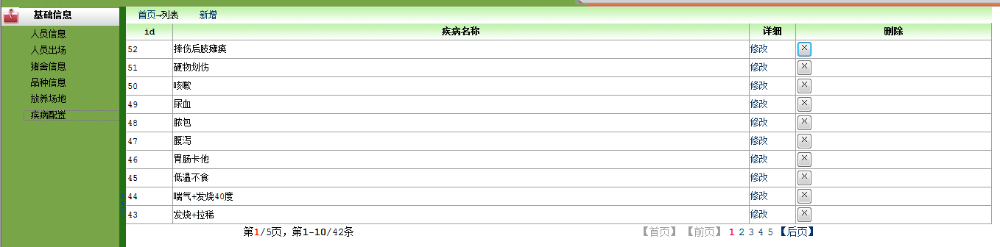 基础信息
人员信息
人员出场
猪舍信息
品种信息
放养场地
疾病配置
首页→列表 新增
id 疾病名称 详细 删除
52 摔伤后肢瘫痪 修改
51 硬物划伤 修改
50 咳嗽 修改
49 尿血 修改
48 脓包 修改
47 腹泻 修改
46 胃肠卡他 修改
45 低温不食 修改
44 喘气+发烧40度 修改
43 发烧+拉稀 修改
第1/5页，第1-10/42条 【首页】 【前页】 1 2 3 4 5 【后页】